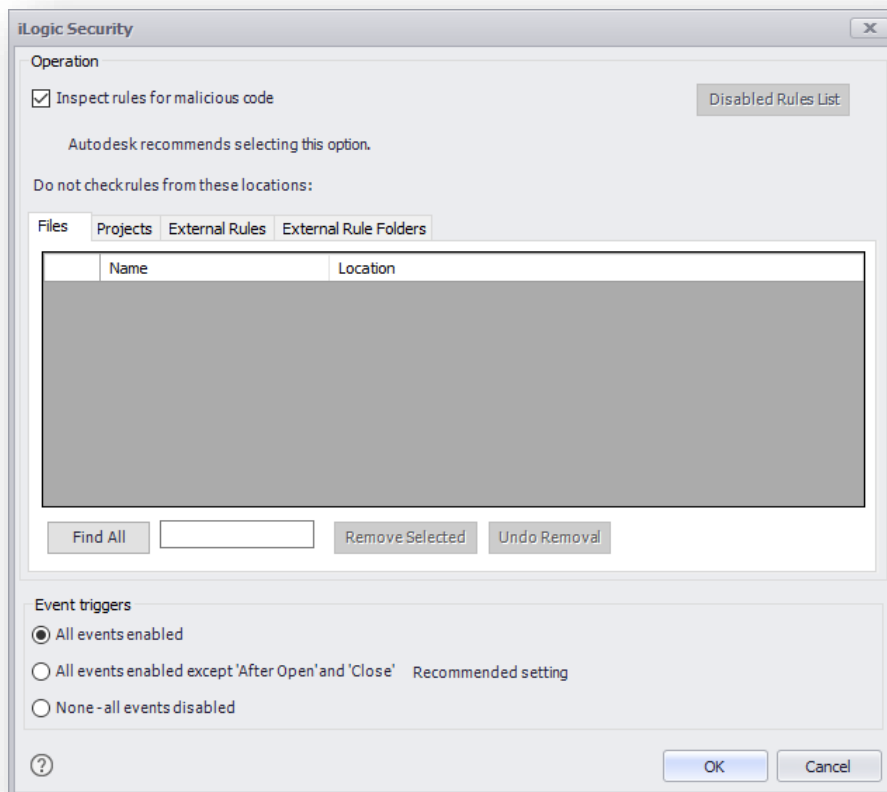 iLogic Security
Operation
Inspect rules for malicious code
Disabled Rules List
Autodesk recommends selecting this option.
Do not check rules from these locations:
Files Projects External Rules External Rule Folders
Name Location
Find All Remove Selected Undo Removal
Event triggers
All events enabled
All events enabled except 'After Open' and 'Close' Recommended setting
None - all events disabled
OK Cancel